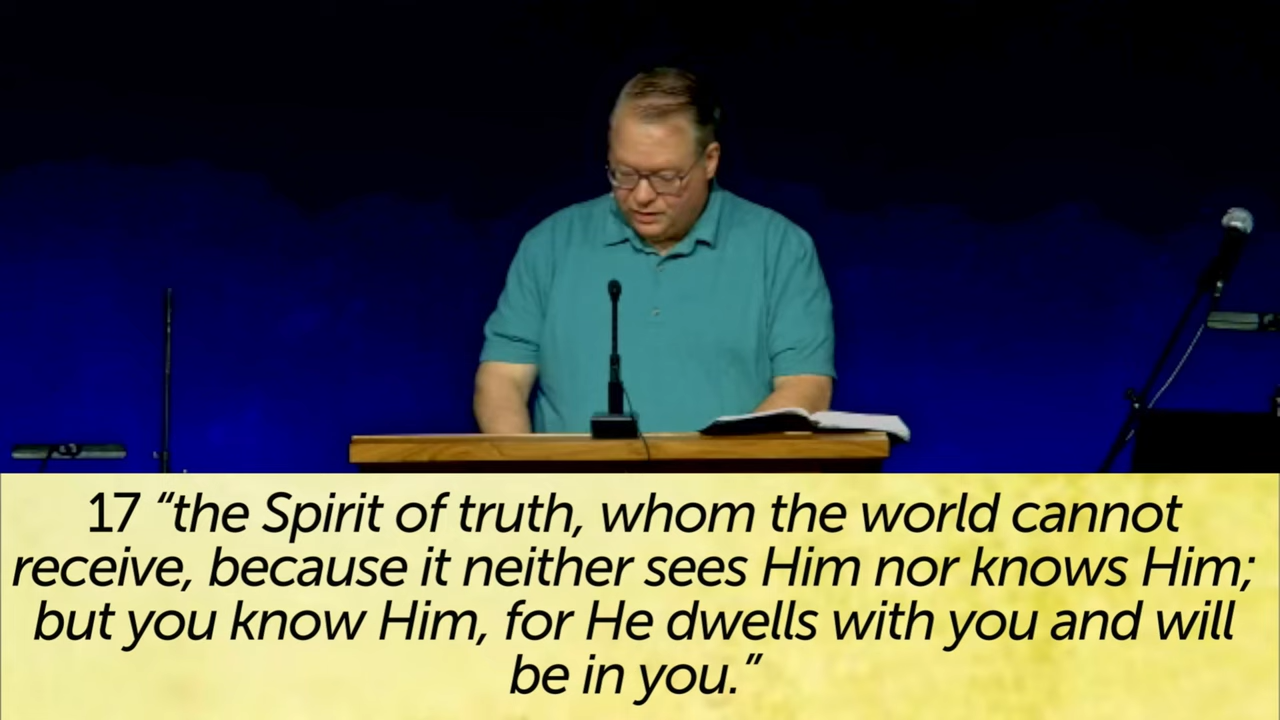 17 “the Spirit of truth, whom the world cannot
receive, because it neither sees Him nor knows Him;
but you know Him, for He dwells with you and will
be in you.”